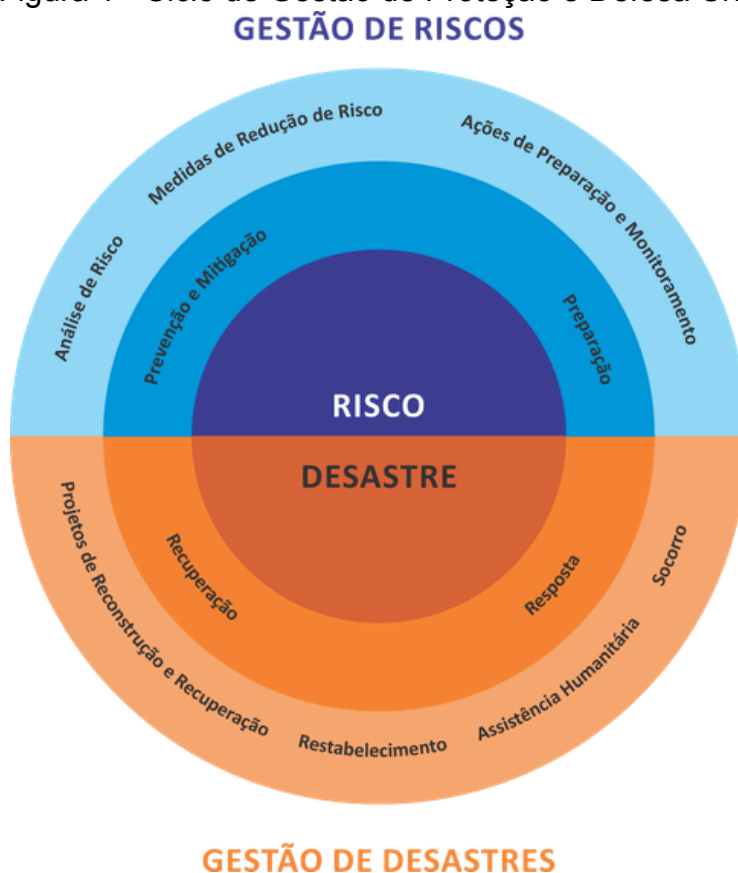 GESTÃO DE RISCOS
Análise de Risco
Medidas de Redução de Risco
Ações de Preparação e Monitoramento
Prevenção e Mitigação
Preparação
RISCO
DESASTRE
Recuperação
Resposta
Projetos de Reconstrução e Recuperação
Restabelecimento
Assistência Humanitária
Socorro
GESTÃO DE DESASTRES